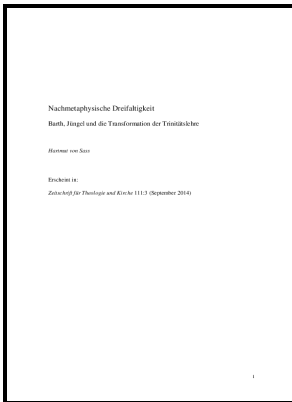 Nachmetaphysische Dreifaltigkeit
Barth, Jüngel und die Transformation der Trinitätslehre
Hartmut von Sass
Erscheint in:
Zeitschrift für Theologie und Kirche 111:3 (September 2014)
1